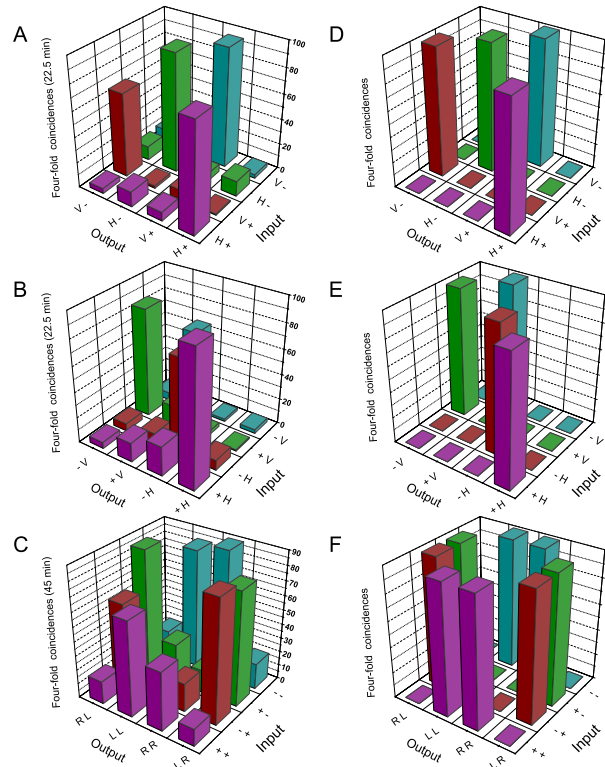 A
Four-fold coincidences (22.5 min)
100
80
60
40
20
0
V -
H -
V +
H +
Output
V -
H -
V +
H +
Input
D
Four-fold coincidences
V -
H -
V +
H +
Output
V -
H -
V +
H +
Input
B
Four-fold coincidences (22.5 min)
100
80
60
40
20
0
- V
+ V
- H
+ H
Output
- V
+ V
- H
+ H
Input
E
Four-fold coincidences
- V
+ V
- H
+ H
Output
- V
+ V
- H
+ H
Input
C
Four-fold coincidences (45 min)
90
80
70
60
50
40
30
20
10
0
R L
L L
R R
L R
Output
+ +
Input
F
Four-fold coincidences
R L
L L
R R
L R
Output
+ +
Input